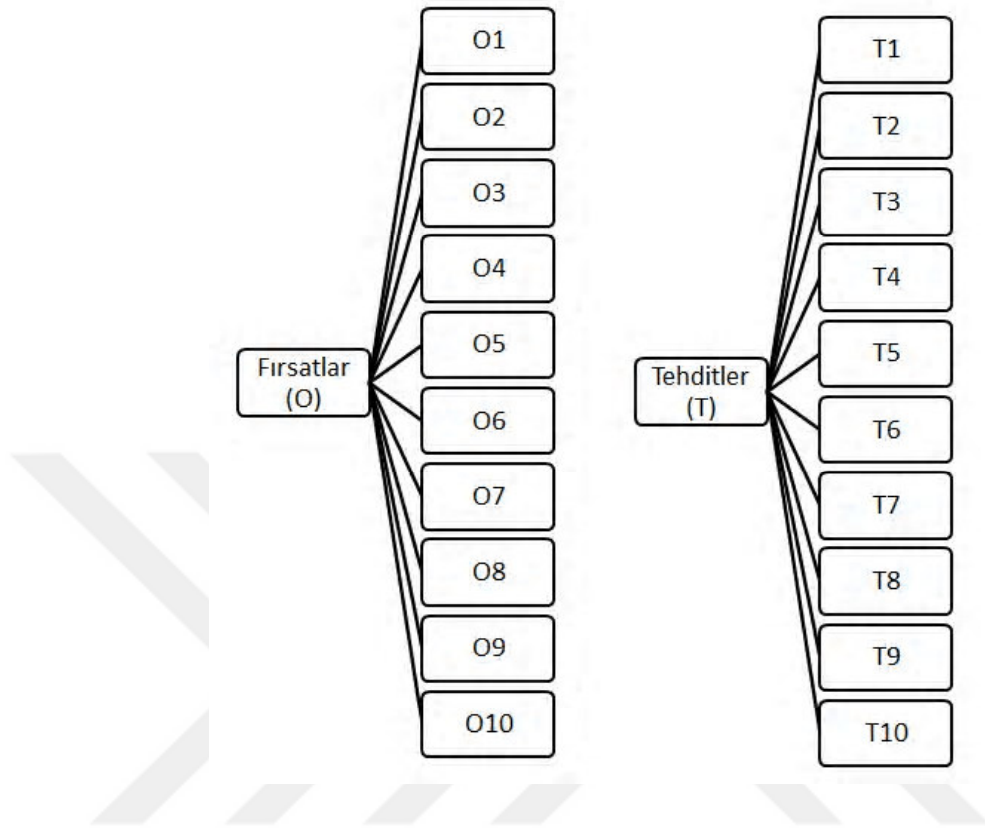 Fırsatlar
(O)
O1
O2
O3
O4
O5
O6
O7
O8
O9
O10
Tehditler
(T)
T1
T2
T3
T4
T5
T6
T7
T8
T9
T10